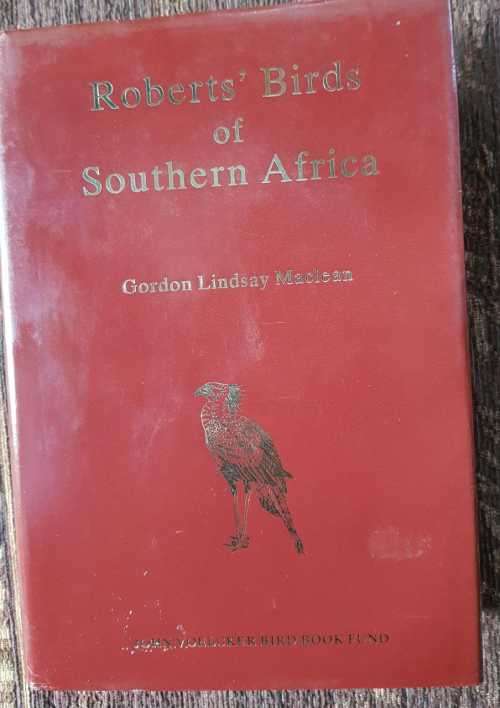 Roberts' Birds
of
Southern Africa
Gordon Lindsay Maclean
JOHN VOELCKER BIRD BOOK FUND